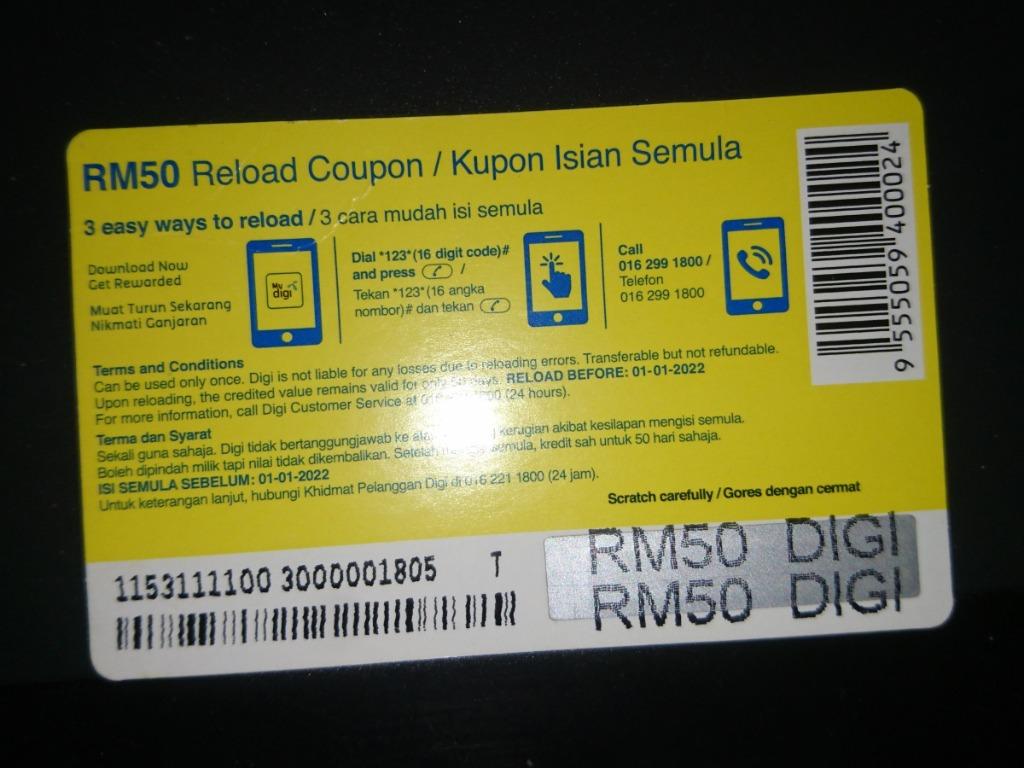 RM50 Reload Coupon / Kupon Isian Semula
3 easy ways to reload / 3 cara mudah isi semula
Download Now
Get Rewarded
Muat Turun Sekarang
Nikmati Ganjaran
My
digi
Dial *123*(16 digit code)#
and press /
Tekan *123*(16 angka
nombor)# dan tekan
Call
016 299 1800 /
Telefon
016 299 1800
9 555059 400024
Terms and Conditions
Can be used only once. Digi is not liable for any losses due to reloading errors. Transferable but not refundable.
Upon reloading, the credited value remains valid for only 50 days. RELOAD BEFORE: 01-01-2022
For more information, call Digi Customer Service at (24 hours).
Terma dan Syarat
Sekali guna sahaja. Digi tidak bertanggungjawab ke kerugian akibat kesilapan mengisi semula.
Boleh dipindah milik tapi nilai tidak dikembalikan. Setelah semula, kredit sah untuk 50 hari sahaja.
ISI SEMULA SEBELUM: 01-01-2022
Untuk keterangan lanjut, hubungi Khidmat Pelanggan Digi di 016 221 1800 (24 jam).
Scratch carefully / Gores dengan cermat
1153111100 3000001805 T
RM50 DIGI
RM50 DIGI